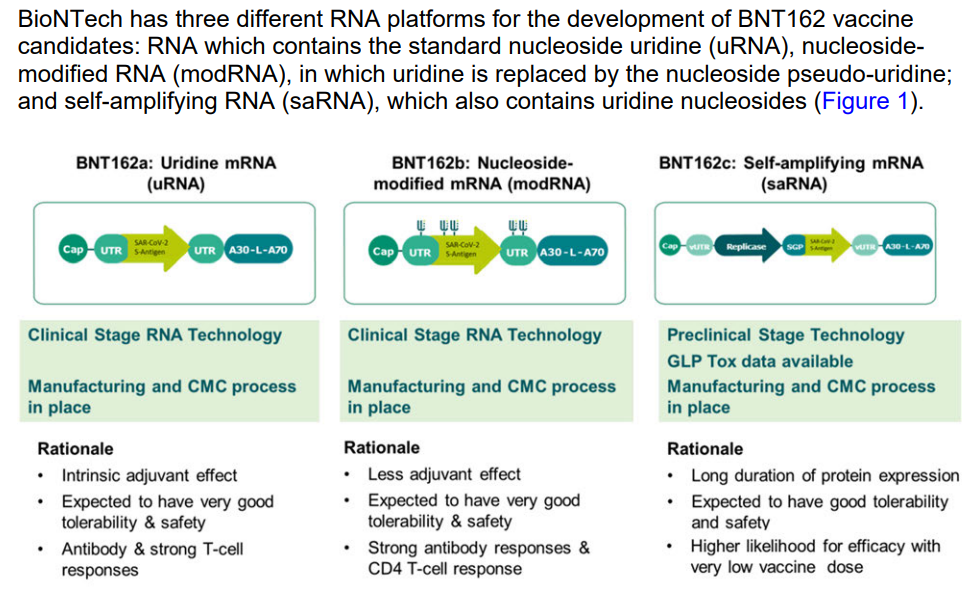 BioNTech has three different RNA platforms for the development of BNT162 vaccine
candidates: RNA which contains the standard nucleoside uridine (uRNA), nucleoside-
modified RNA (modRNA), in which uridine is replaced by the nucleoside pseudo-uridine;
and self-amplifying RNA (saRNA), which also contains uridine nucleosides (Figure 1).
BNT162a: Uridine mRNA
(uRNA)
Cap
UTR
SAR-CoV-2
S-Antigen
UTR
A30-L-A70
Clinical Stage RNA Technology
Manufacturing and CMC process
in place
Rationale
• Intrinsic adjuvant effect
• Expected to have very good
tolerability & safety
• Antibody & strong T-cell
responses
BNT162b: Nucleoside-
modified mRNA (modRNA)
Cap
UTR
SAR-CoV-2
S-Antigen
UTR
A30-L-A70
Clinical Stage RNA Technology
Manufacturing and CMC process
in place
Rationale
• Less adjuvant effect
• Expected to have very good
tolerability & safety
• Strong antibody responses &
CD4 T-cell response
BNT162c: Self-amplifying mRNA
(saRNA)
Cap
vUTR
Replicase
SGP
SAR-CoV-2
S-Antigen
vUTR
A30-L-A70
Preclinical Stage Technology
GLP Tox data available
Manufacturing and CMC process
in place
Rationale
• Long duration of protein expression
• Expected to have good tolerability
and safety
• Higher likelihood for efficacy with
very low vaccine dose